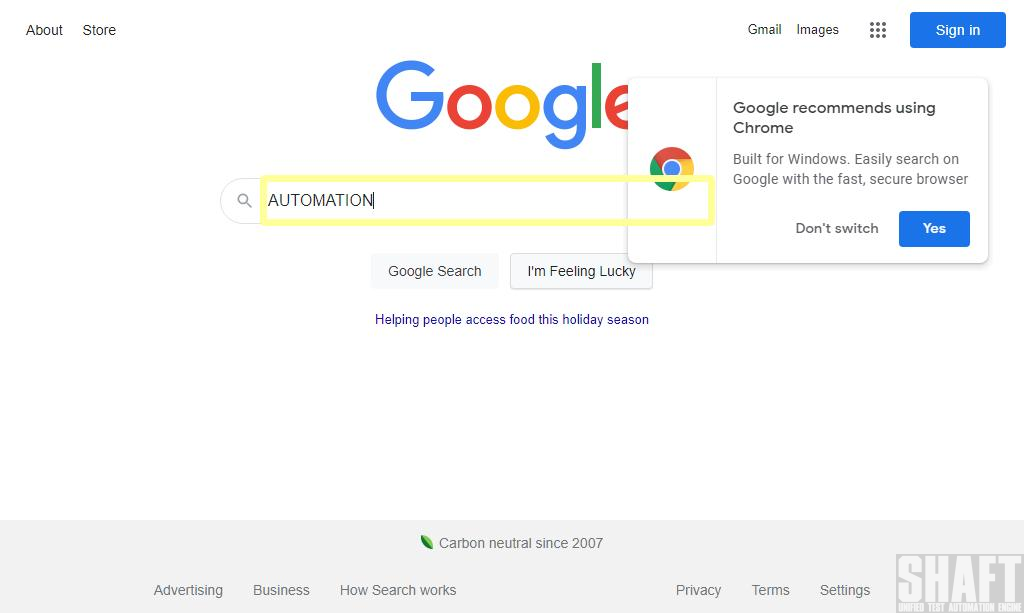 About Store
Gmail Images
Sign in
Google
Google recommends using
Chrome
Built for Windows. Easily search on
Google with the fast, secure browser
Don't switch
Yes
AUTOMATION
Google Search
I'm Feeling Lucky
Helping people access food this holiday season
Carbon neutral since 2007
Advertising Business How Search works
Privacy Terms Settings
SHAFT
UNIFIED TEST AUTOMATION ENGINE